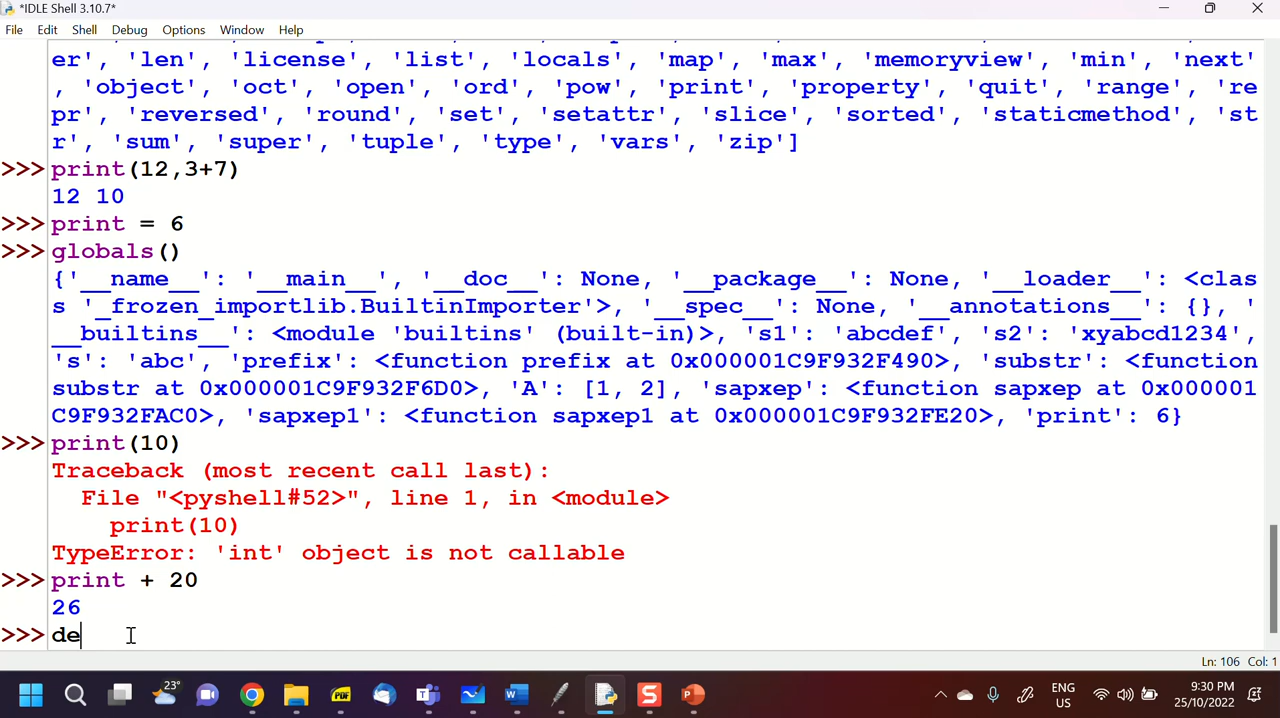 *IDLE Shell 3.10.7*
File Edit Shell Debug Options Window Help
er', 'len', 'license', 'list', 'locals', 'map', 'max', 'memoryview', 'min', 'next'
, 'object', 'oct', 'open', 'ord', 'pow', 'print', 'property', 'quit', 'range', 're
pr', 'reversed', 'round', 'set', 'setattr', 'slice', 'sorted', 'staticmethod', 'st
r', 'sum', 'super', 'tuple', 'type', 'vars', 'zip']
>>> print(12,3+7)
12 10
>>> print = 6
>>> globals()
{'__name__': '__main__', '__doc__': None, '__package__': None, '__loader__': <clas
s '_frozen_importlib.BuiltinImporter'>, '__spec__': None, '__annotations__': {}, '
__builtins__': <module 'builtins' (built-in)>, 's1': 'abcdef', 's2': 'xyabcd1234',
's': 'abc', 'prefix': <function prefix at 0x000001C9F932F490>, 'substr': <function
substr at 0x000001C9F932F6D0>, 'A': [1, 2], 'sapxep': <function sapxep at 0x000001
C9F932FAC0>, 'sapxep1': <function sapxep1 at 0x000001C9F932FE20>, 'print': 6}
>>> print(10)
Traceback (most recent call last):
File "<pyshell#52>", line 1, in <module>
print(10)
TypeError: 'int' object is not callable
>>> print + 20
26
>>> de
Ln: 106 Col: 1
23°
PDF
ENG
US
9:30 PM
25/10/2022